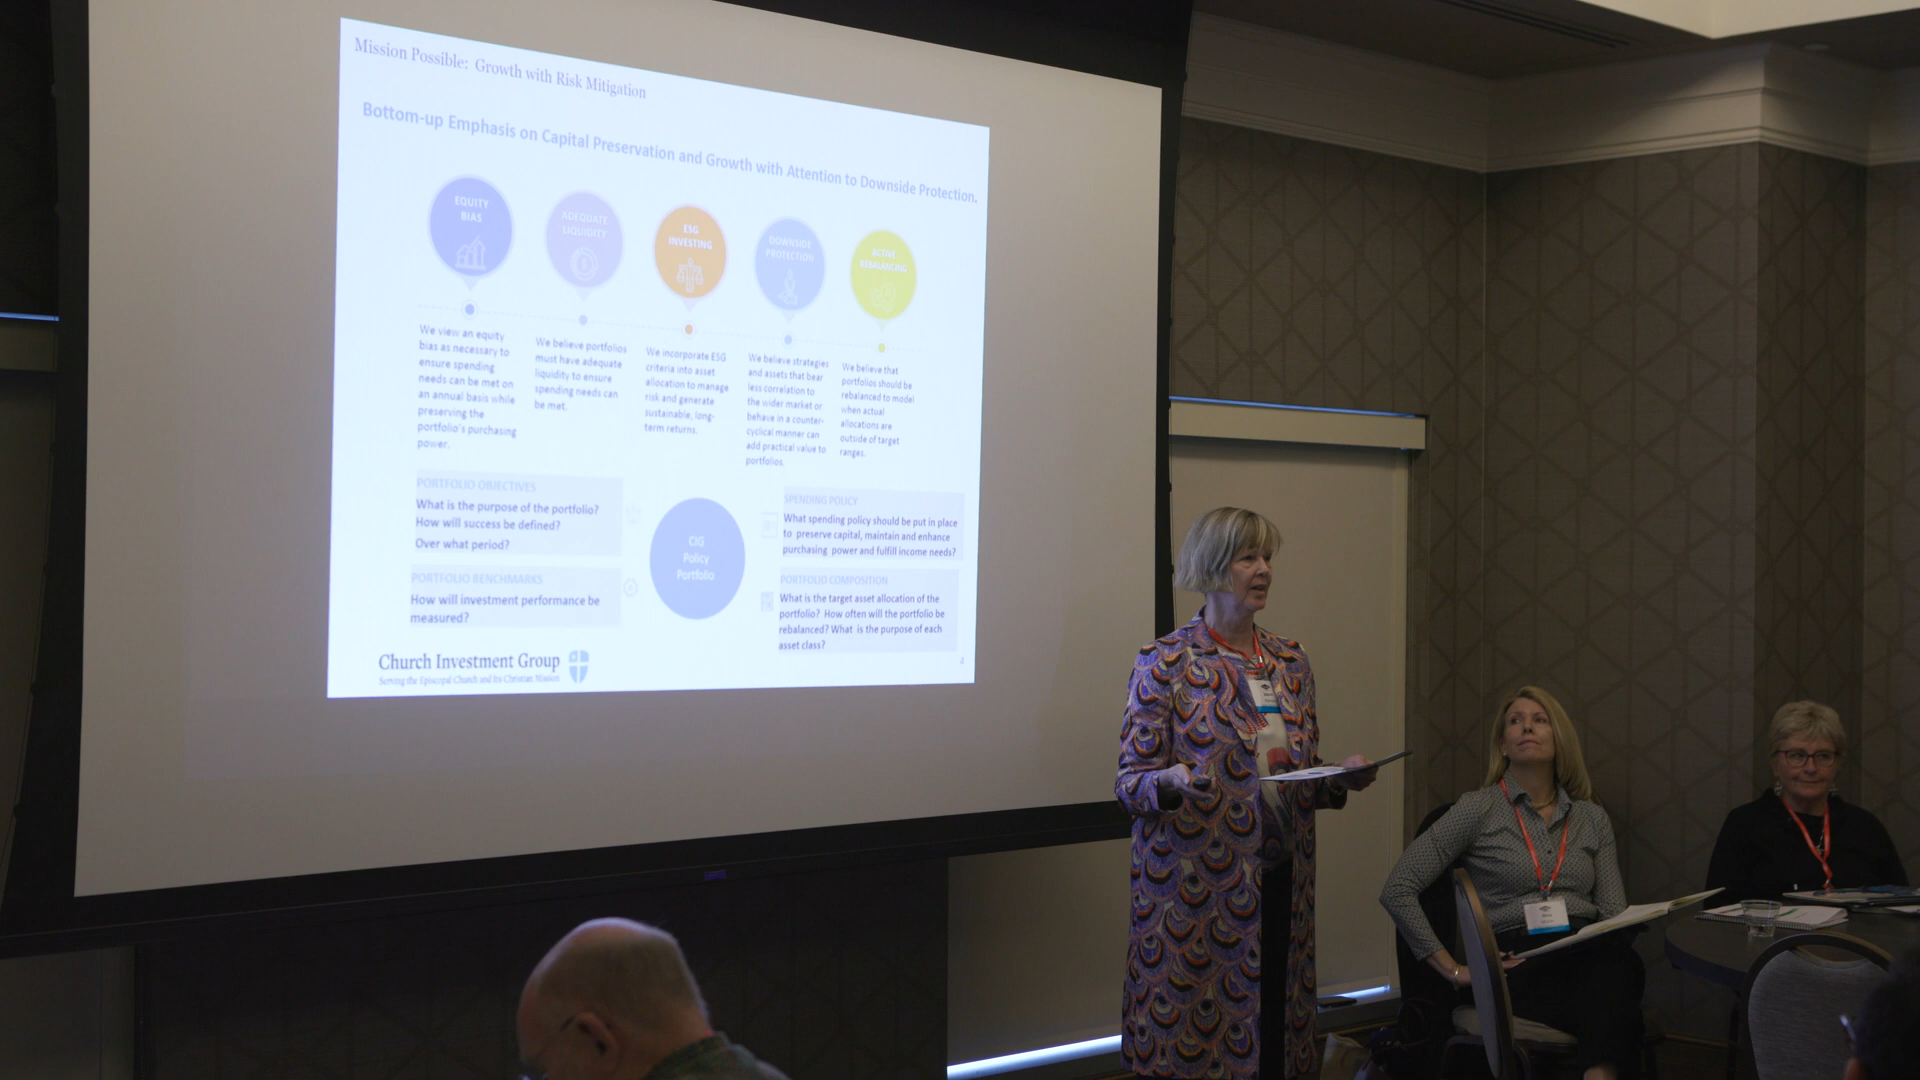 Mission Possible: Growth with Risk Mitigation
Bottom-up Emphasis on Capital Preservation and Growth with Attention to Downside Protection.
EQUITY
BIAS
ADEQUATE
LIQUIDITY
ESG
INVESTING
DOWNSIDE
PROTECTION
ACTIVE
REBALANCING
We view an equity
bias as necessary to
ensure spending
needs can be met on
an annual basis while
preserving the
portfolio's purchasing
power.
We believe portfolios
must have adequate
liquidity to ensure
spending needs can
be met.
We incorporate ESG
criteria into asset
allocation to manage
risk and generate
sustainable, long-
term returns.
We believe strategies
and assets that bear
less correlation to
the wider market or
behave in a counter-
cyclical manner can
add practical value to
portfolios.
We believe that
portfolios should be
rebalanced to model
when actual
allocations are
outside of target
ranges.
PORTFOLIO OBJECTIVES
What is the purpose of the portfolio?
How will success be defined?
Over what period?
PORTFOLIO BENCHMARKS
How will investment performance be
measured?
CIG
Policy
Portfolio
SPENDING POLICY
What spending policy should be put in place
to preserve capital, maintain and enhance
purchasing power and fulfill income needs?
PORTFOLIO COMPOSITION
What is the target asset allocation of the
portfolio? How often will the portfolio be
rebalanced? What is the purpose of each
asset class?
Church Investment Group
Serving the Episcopal Church and Its Christian Mission
4